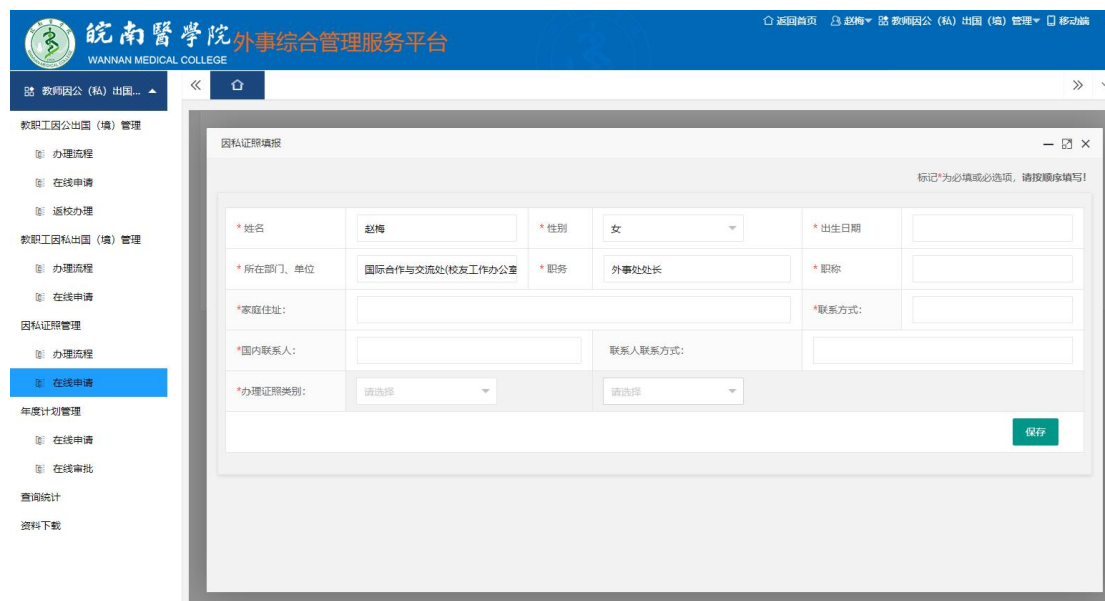 皖南醫學院外事综合管理服务平台
WANNAN MEDICAL COLLEGE
返回首页 赵梅 教师因公（私）出国（境）管理 移动端
教师因公（私）出国...
教职工因公出国（境）管理
办理流程
在线申请
返校办理
教职工因私出国（境）管理
办理流程
在线申请
因私证照管理
办理流程
在线申请
年度计划管理
在线申请
在线审批
查询统计
资料下载
因私证照填报
标记*为必填或必选项，请按顺序填写！
* 姓名 赵梅 * 性别 女 * 出生日期
* 所在部门、单位 国际合作与交流处(校友工作办公室 * 职务 外事处处长 * 职称
*家庭住址： *联系方式：
*国内联系人： 联系人联系方式：
*办理证照类别： 请选择 请选择
保存